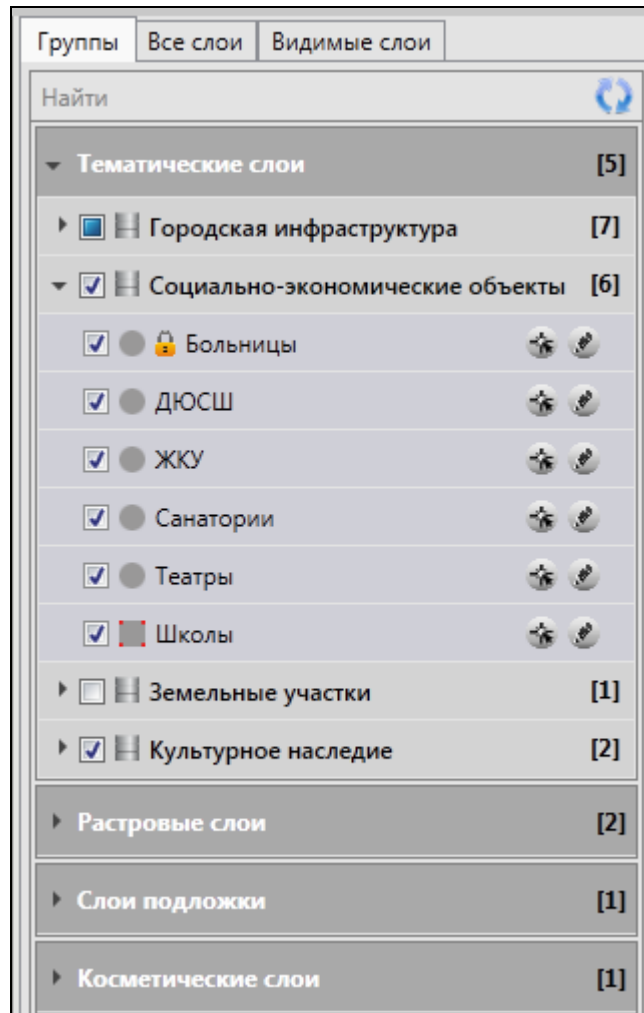 Группы Все слои Видимые слои
Найти
Тематические слои [5]
Городская инфраструктура [7]
Социально-экономические объекты [6]
Больницы
ДЮСШ
ЖКУ
Санатории
Театры
Школы
Земельные участки [1]
Культурное наследие [2]
Растровые слои [2]
Слои подложки [1]
Косметические слои [1]